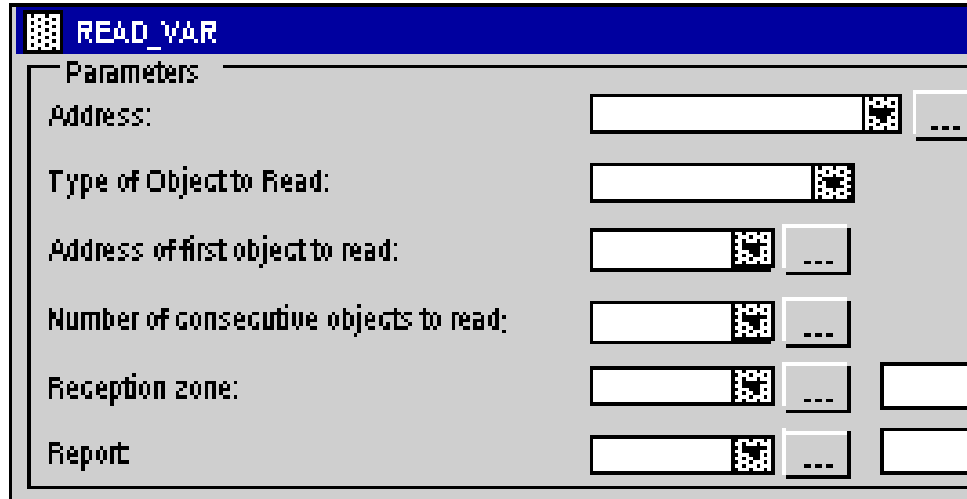 READ_VAR
Parameters
Address:
...
Type of Object to Read:
Address of first object to read:
...
Number of consecutive objects to read:
...
Reception zone:
...
Report:
...